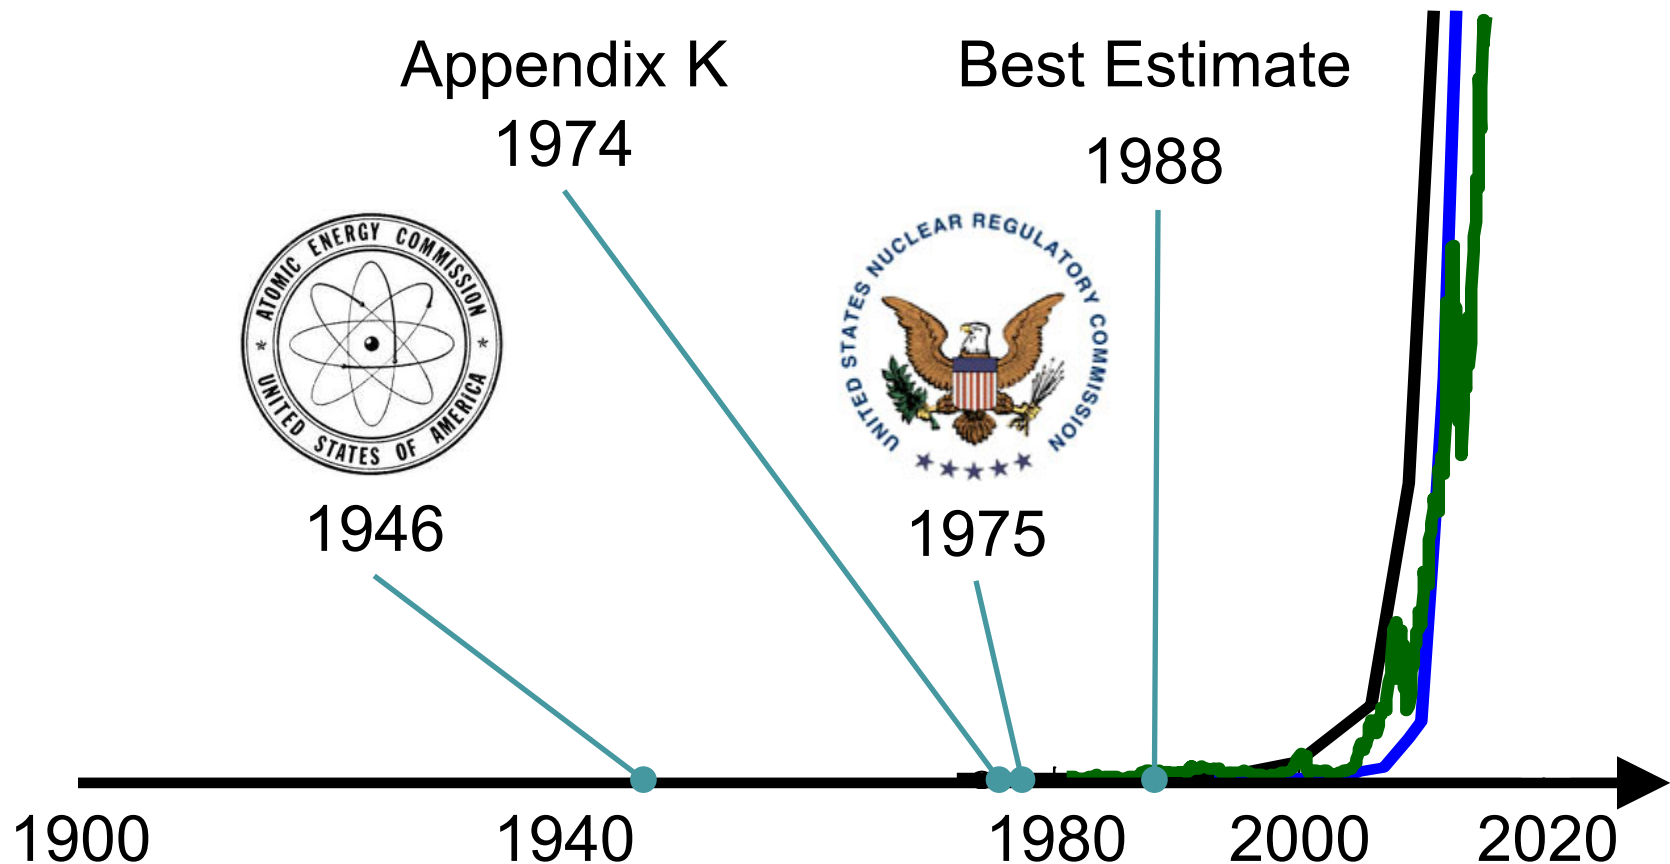 Appendix K
1974
Best Estimate
1988
ATOMIC ENERGY COMMISSION
* UNITED STATES OF AMERICA *
1946
UNITED STATES NUCLEAR REGULATORY COMMISSION
1975
1900 1940 1980 2000 2020